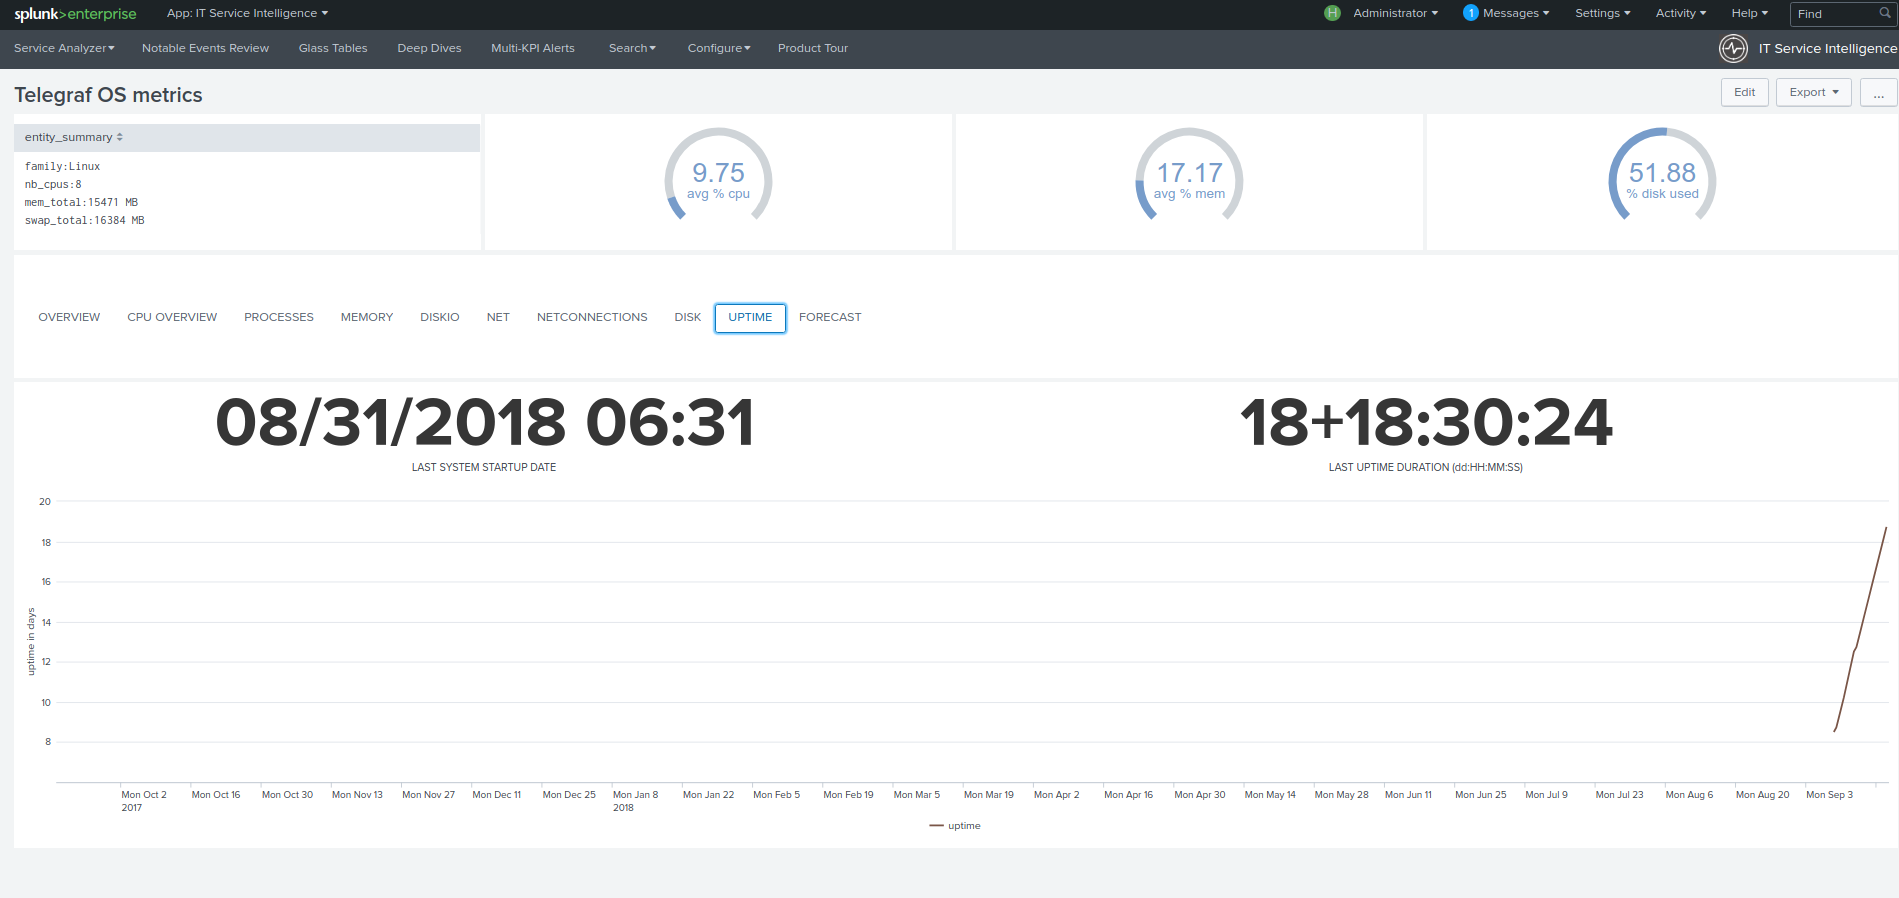 splunk>enterprise App: IT Service Intelligence H Administrator 1 Messages Settings Activity Help Find
Service Analyzer Notable Events Review Glass Tables Deep Dives Multi-KPI Alerts Search Configure Product Tour IT Service Intelligence
Telegraf OS metrics Edit Export ...
entity_summary
family:Linux
nb_cpus:8
mem_total:15471 MB
swap_total:16384 MB
9.75
avg % cpu
17.17
avg % mem
51.88
% disk used
OVERVIEW CPU OVERVIEW PROCESSES MEMORY DISKIO NET NETCONNECTIONS DISK UPTIME FORECAST
08/31/2018 06:31
LAST SYSTEM STARTUP DATE
18+18:30:24
LAST UPTIME DURATION (dd:HH:MM:SS)
uptime in days
20
18
16
14
12
10
8
Mon Oct 2 Mon Oct 16 Mon Oct 30 Mon Nov 13 Mon Nov 27 Mon Dec 11 Mon Dec 25 Mon Jan 8 Mon Jan 22 Mon Feb 5 Mon Feb 19 Mon Mar 5 Mon Mar 19 Mon Apr 2 Mon Apr 16 Mon Apr 30 Mon May 14 Mon May 28 Mon Jun 11 Mon Jun 25 Mon Jul 9 Mon Jul 23 Mon Aug 6 Mon Aug 20 Mon Sep 3
2017 2018
uptime